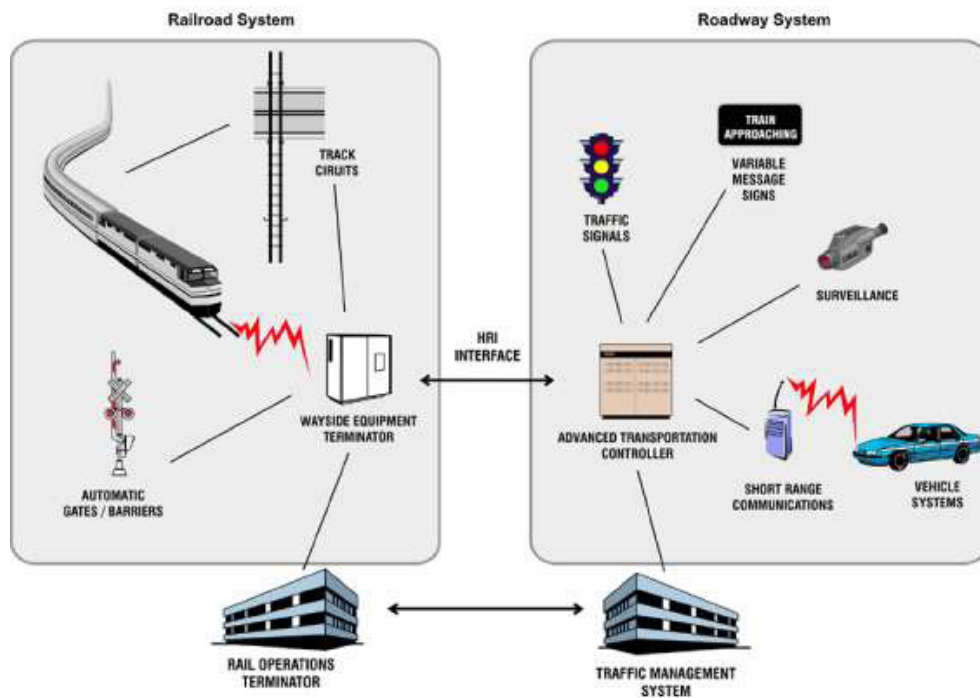 Railroad System
Roadway System
TRACK
CIRUITS
TRAIN
APPROACHING
VARIABLE
MESSAGE
SIGNS
TRAFFIC
SIGNALS
SURVEILLANCE
HRI
INTERFACE
WAYSIDE EQUIPMENT
TERMINATOR
ADVANCED TRANSPORTATION
CONTROLLER
AUTOMATIC
GATES / BARRIERS
SHORT RANGE
COMMUNICATIONS
VEHICLE
SYSTEMS
RAIL OPERATIONS
TERMINATOR
TRAFFIC MANAGEMENT
SYSTEM